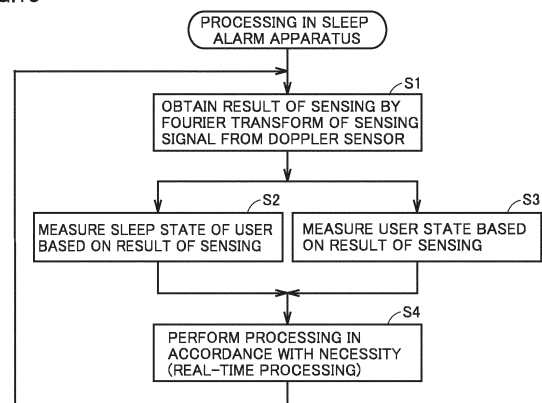 PROCESSING IN SLEEP
ALARM APPARATUS
S1
OBTAIN RESULT OF SENSING BY
FOURIER TRANSFORM OF SENSING
SIGNAL FROM DOPPLER SENSOR
S2
MEASURE SLEEP STATE OF USER
BASED ON RESULT OF SENSING
S3
MEASURE USER STATE BASED
ON RESULT OF SENSING
S4
PERFORM PROCESSING IN
ACCORDANCE WITH NECESSITY
(REAL-TIME PROCESSING)